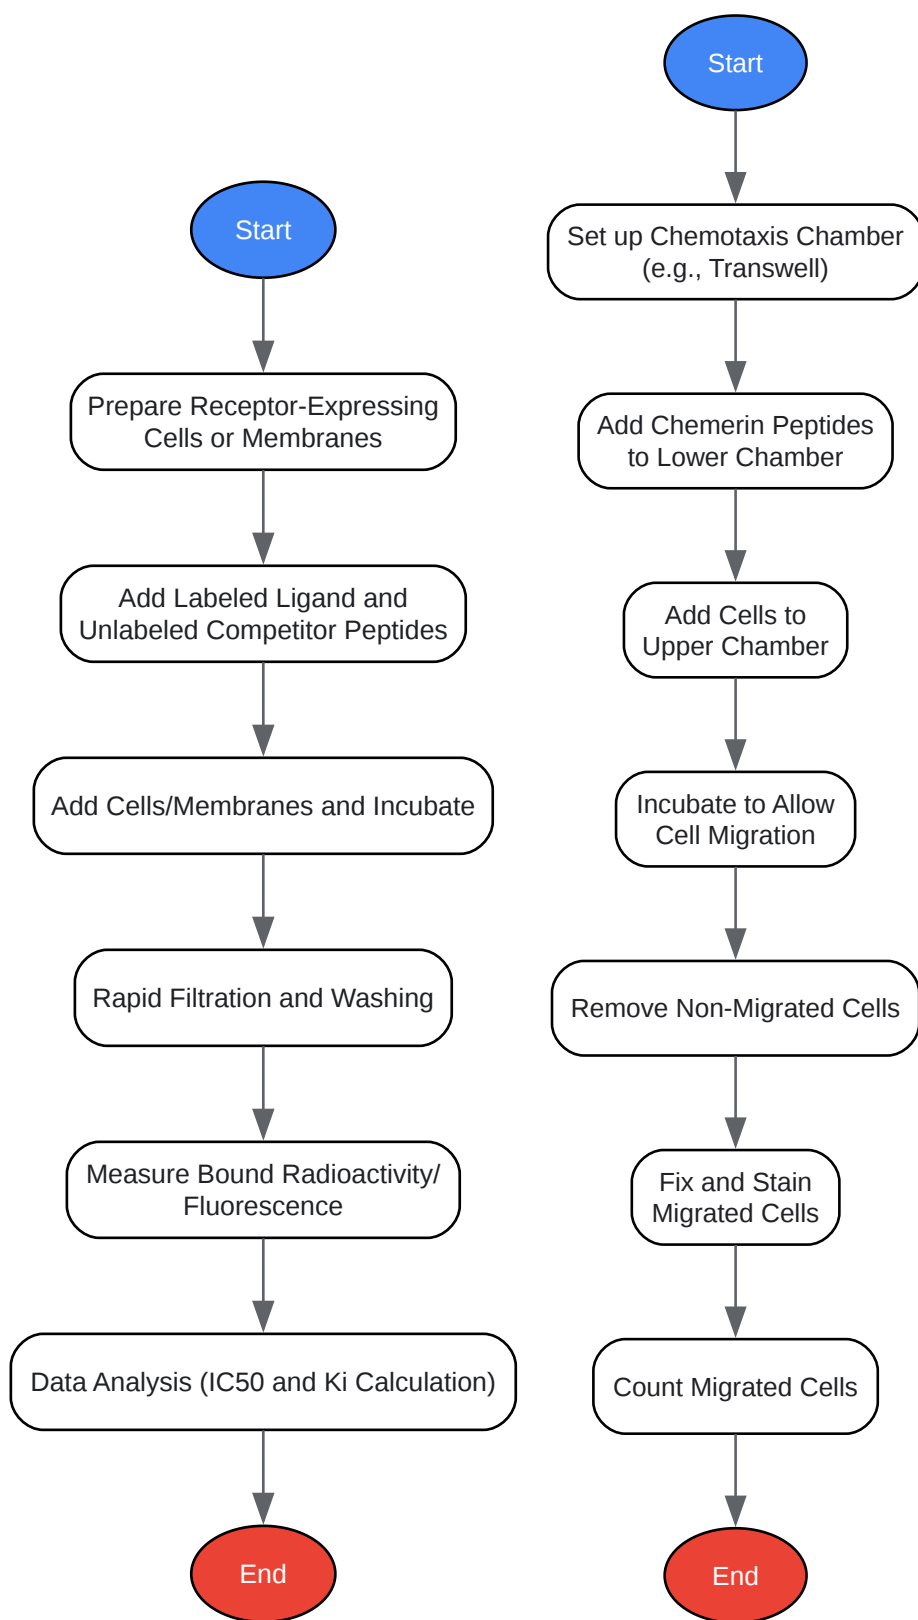 Start
Prepare Receptor-Expressing
Cells or Membranes
Add Labeled Ligand and
Unlabeled Competitor Peptides
Add Cells/Membranes and Incubate
Rapid Filtration and Washing
Measure Bound Radioactivity/
Fluorescence
Data Analysis (IC50 and Ki Calculation)
End
Start
Set up Chemotaxis Chamber
(e.g., Transwell)
Add Chemerin Peptides
to Lower Chamber
Add Cells to
Upper Chamber
Incubate to Allow
Cell Migration
Remove Non-Migrated Cells
Fix and Stain
Migrated Cells
Count Migrated Cells
End